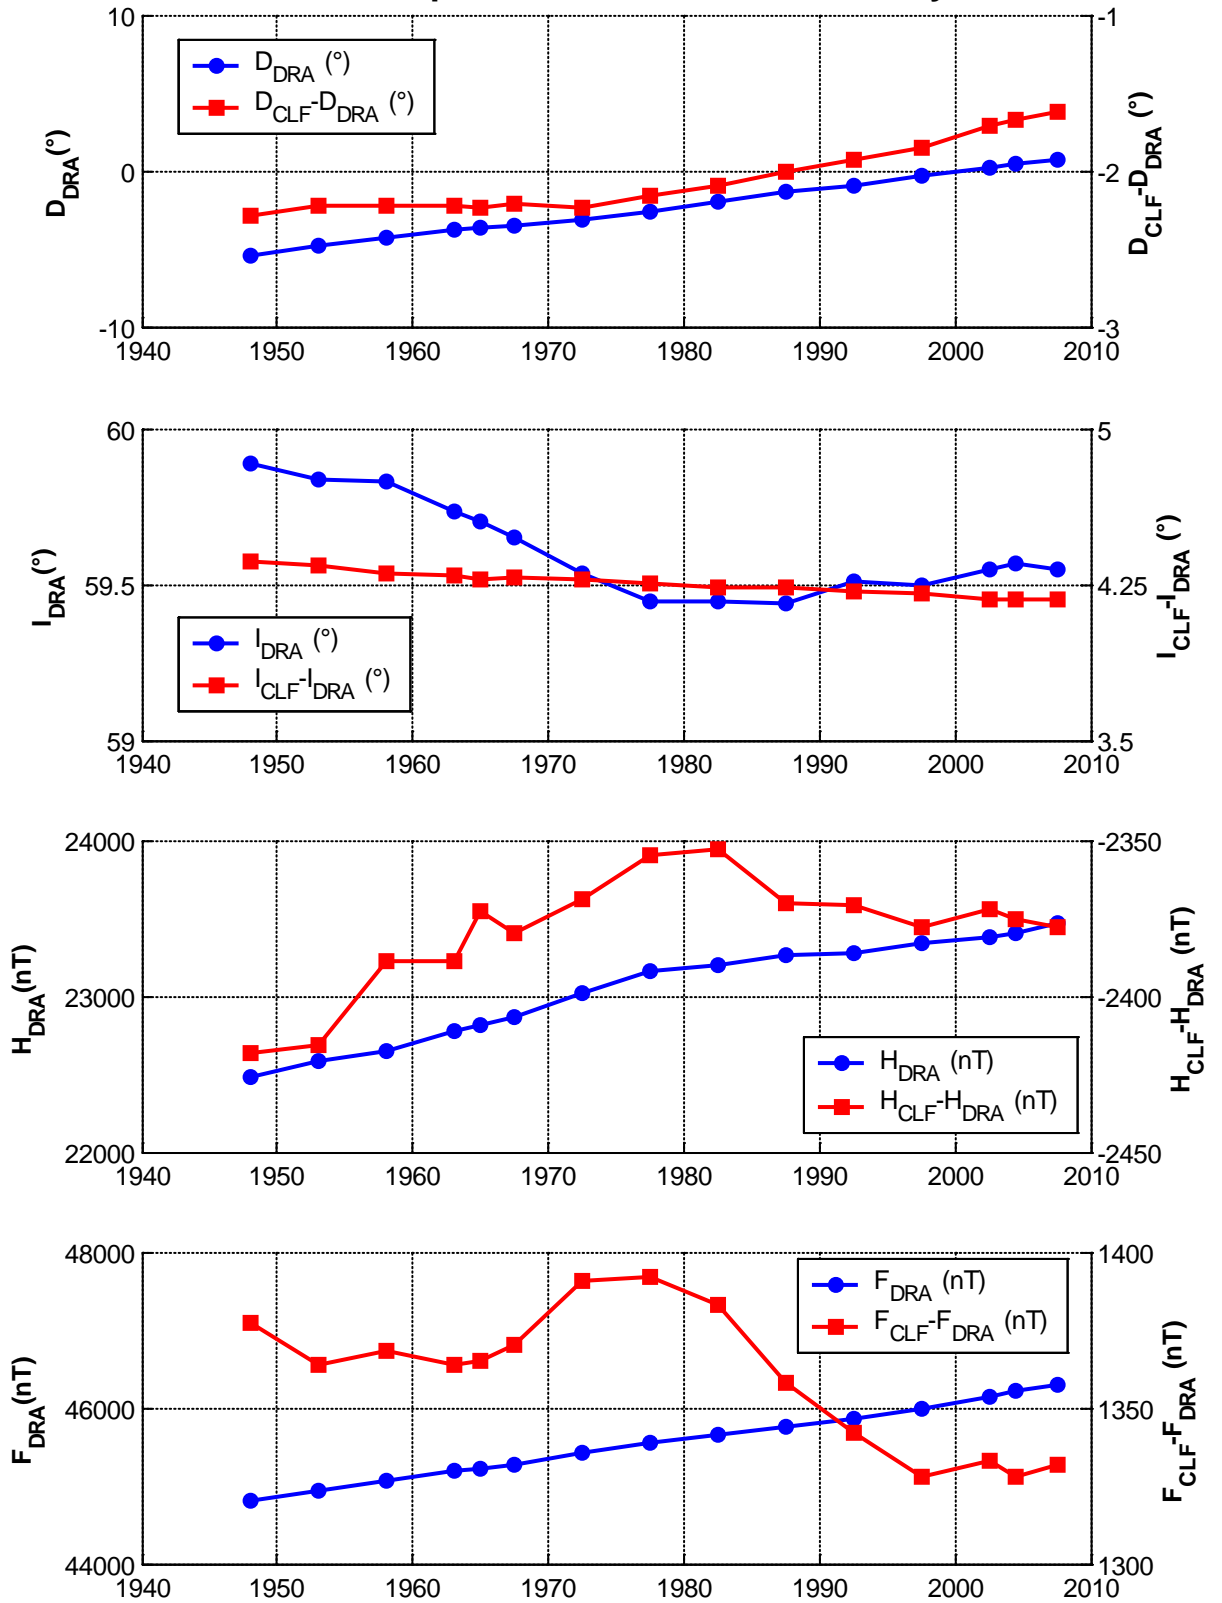 10
-1
D_DRA (°)
D_CLF-D_DRA (°)
D_DRA(°)
0
-2
D_CLF-D_DRA (°)
-10
-3
1940 1950 1960 1970 1980 1990 2000 2010
60
5
I_DRA(°)
59.5
4.25
I_CLF-I_DRA (°)
I_DRA (°)
I_CLF-I_DRA (°)
59
3.5
1940 1950 1960 1970 1980 1990 2000 2010
24000
-2350
H_DRA(nT)
23000
-2400
H_CLF-H_DRA (nT)
H_DRA (nT)
H_CLF-H_DRA (nT)
22000
-2450
1940 1950 1960 1970 1980 1990 2000 2010
48000
1400
F_DRA (nT)
F_CLF-F_DRA (nT)
F_DRA(nT)
46000
1350
F_CLF-F_DRA (nT)
44000
1300
1940 1950 1960 1970 1980 1990 2000 2010